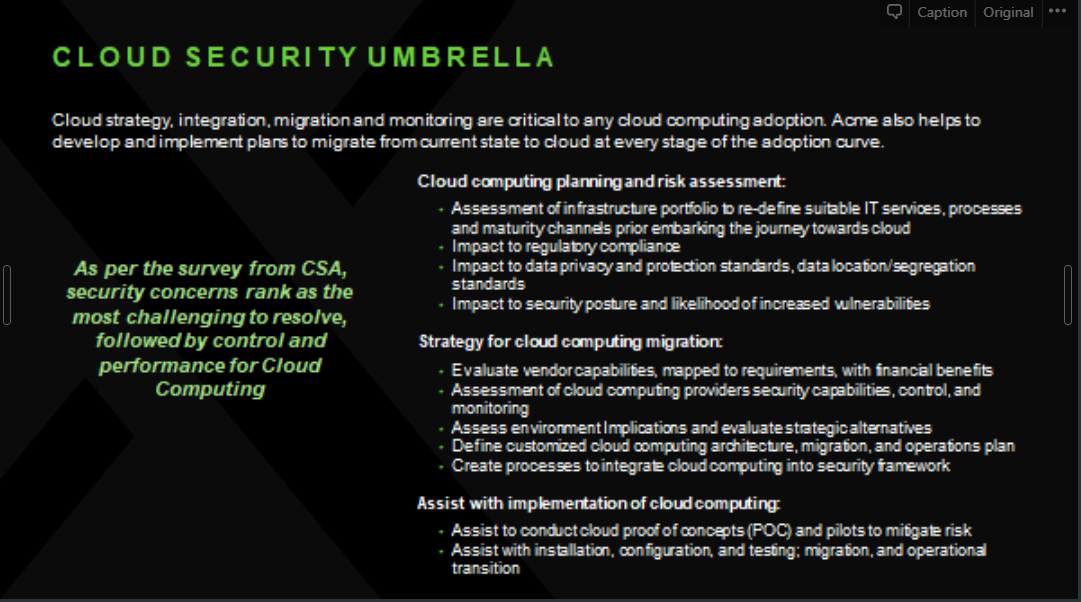 Caption Original
CLOUD SECURITY UMBRELLA
Cloud strategy, integration, migration and monitoring are critical to any cloud computing adoption. Acme also helps to
develop and implement plans to migrate from current state to cloud at every stage of the adoption curve.
As per the survey from CSA,
security concerns rank as the
most challenging to resolve,
followed by control and
performance for Cloud
Computing
Cloud computing planning and risk assessment:
Assessment of infrastructure portfolio to re-define suitable IT services, processes
and maturity channels prior embarking the journey towards cloud
Impact to regulatory compliance
Impact to data privacy and protection standards, data location/segregation
standards
Impact to security posture and likelihood of increased vulnerabilities
Strategy for cloud computing migration:
Evaluate vendor capabilities, mapped to requirements, with financial benefits
Assessment of cloud computing providers security capabilities, control, and
monitoring
Assess environment Implications and evaluate strategic alternatives
Define customized cloud computing architecture, migration, and operations plan
Create processes to integrate cloud computing into security framework
Assist with implementation of cloud computing:
Assist to conduct cloud proof of concepts (POC) and pilots to mitigate risk
Assist with installation, configuration, and testing; migration, and operational
transition